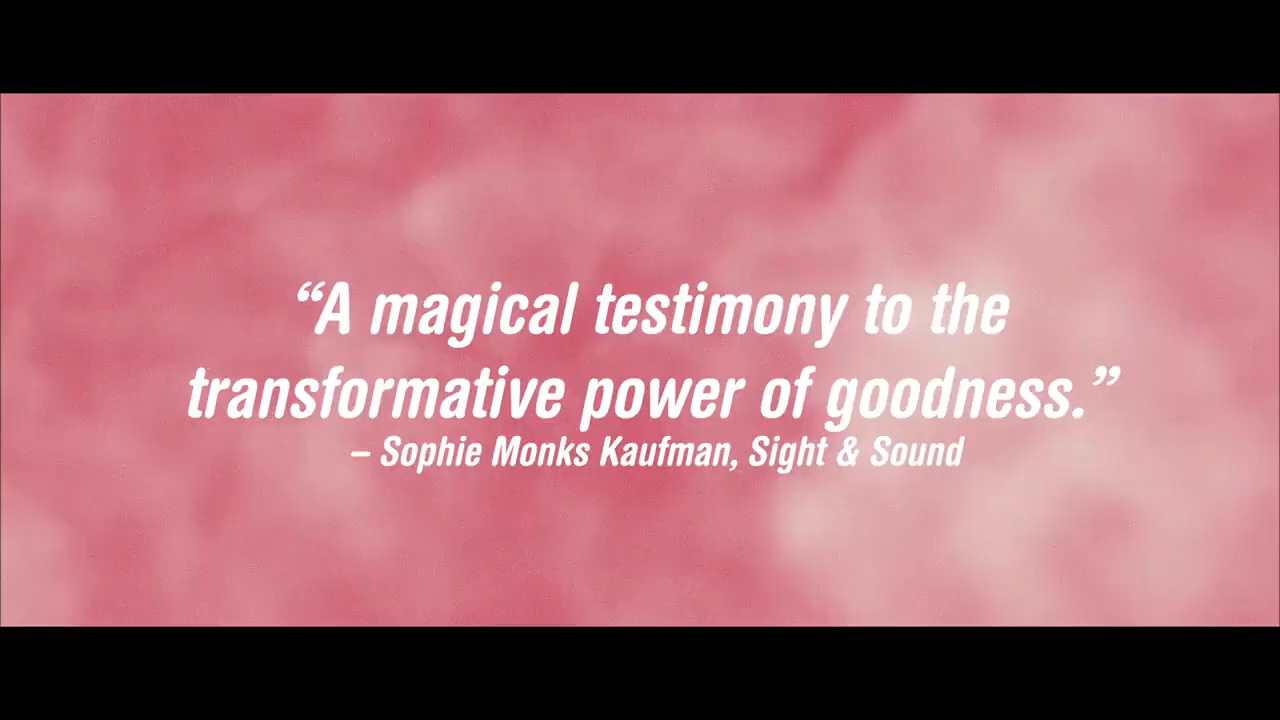 “A magical testimony to the
transformative power of goodness.”
– Sophie Monks Kaufman, Sight & Sound